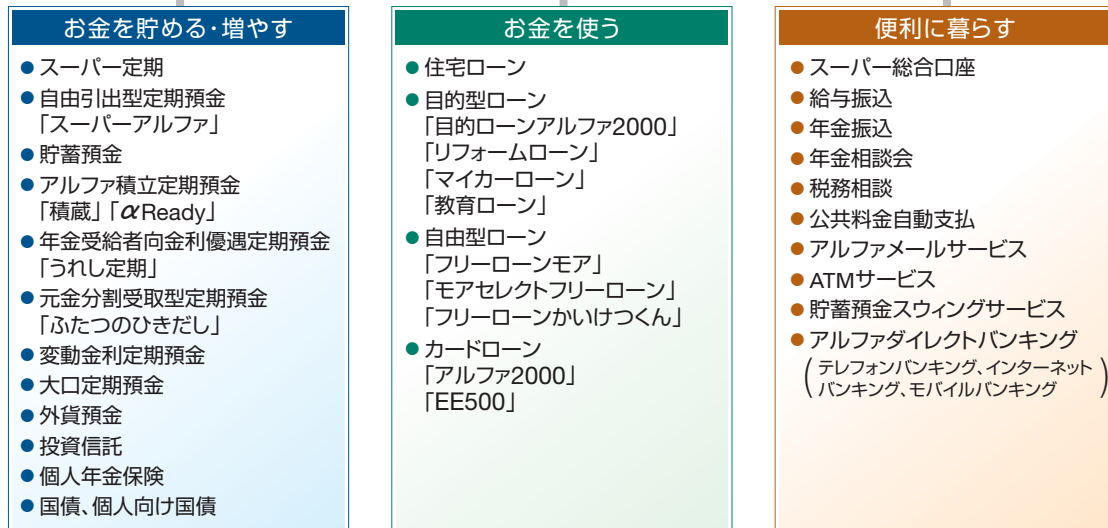 お金を貯める・増やす
●スーパー定期
●自由引出型定期預金
「スーパーアルファ」
●貯蓄預金
●アルファ積立定期預金
「積蔵」「αReady」
●年金受給者向金利優遇定期預金
「うれし定期」
●元金分割受取型定期預金
「ふたつのひきだし」
●変動金利定期預金
●大口定期預金
●外貨預金
●投資信託
●個人年金保険
●国債、個人向け国債
お金を使う
●住宅ローン
●目的型ローン
「目的ローンアルファ2000」
「リフォームローン」
「マイカーローン」
「教育ローン」
●自由型ローン
「フリーローンモア」
「モアセレクトフリーローン」
「フリーローンかいけつくん」
●カードローン
「アルファ2000」
「EE500」
便利に暮らす
●スーパー総合口座
●給与振込
●年金振込
●年金相談会
●税務相談
●公共料金自動支払
●アルファメールサービス
●ATMサービス
●貯蓄預金スウィングサービス
●アルファダイレクトバンキング
(テレフォンバンキング、インターネット
バンキング、モバイルバンキング)